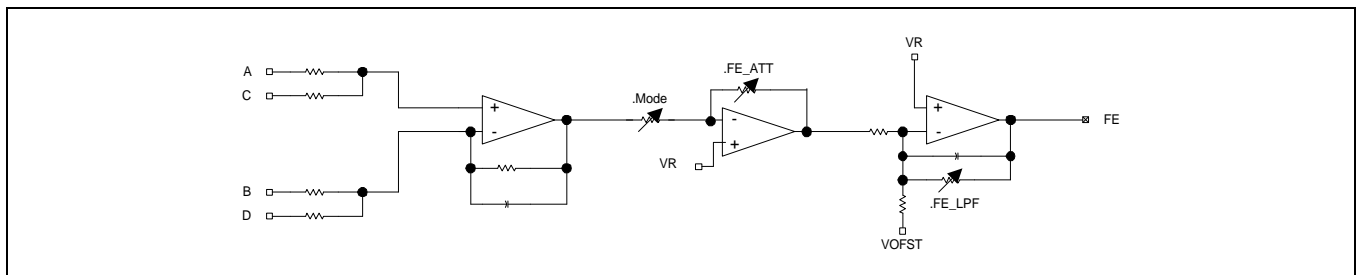 A
C
B
D
+
-
.Mode
.FE_ATT
-
+
VR
VR
+
-
FE
.FE_LPF
VOFST